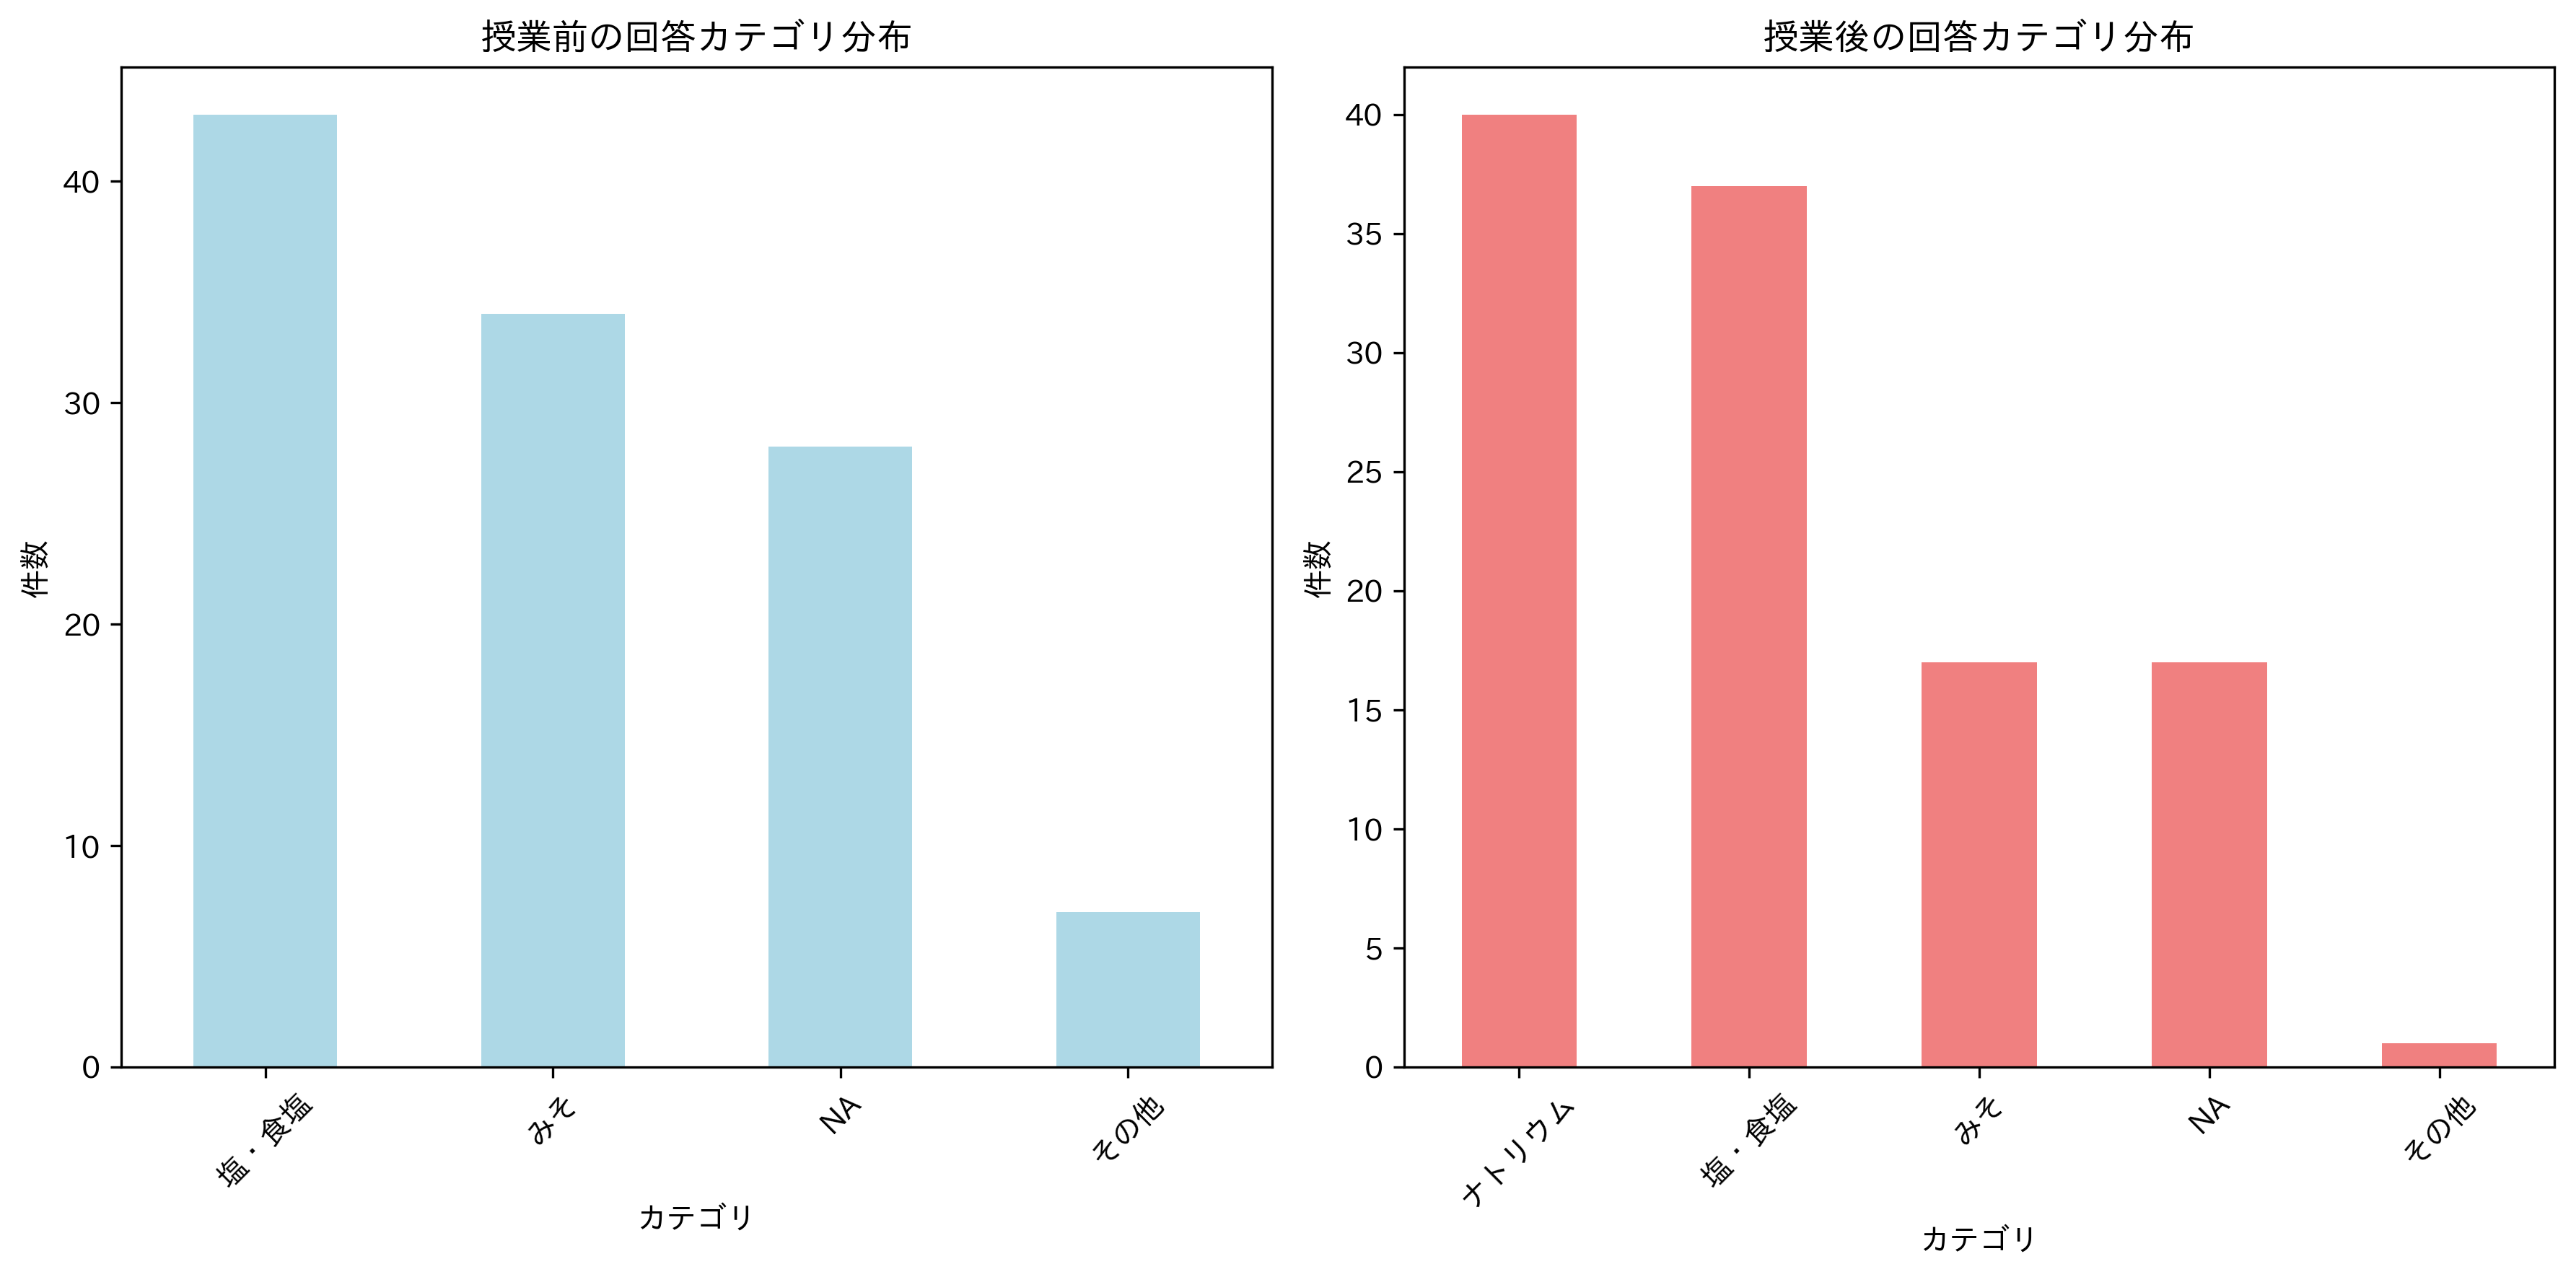 授業前の回答カテゴリ分布
件数
40
30
20
10
0
塩・食塩
みそ
NA
その他
カテゴリ
授業後の回答カテゴリ分布
件数
40
35
30
25
20
15
10
5
0
ナトリウム
塩・食塩
みそ
NA
その他
カテゴリ